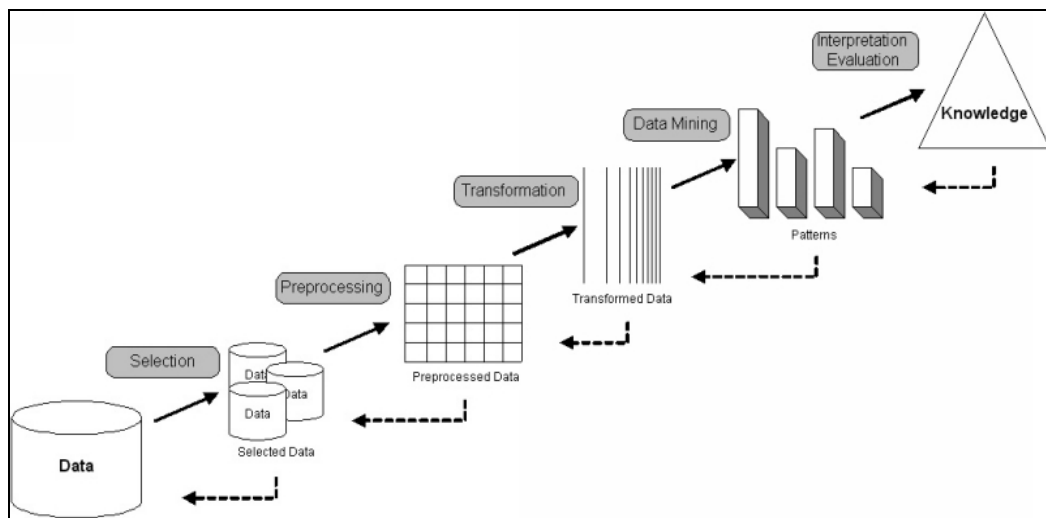 Interpretation
Evaluation
Knowledge
Data Mining
Patterns
Transformation
Transformed Data
Preprocessing
Preprocessed Data
Selection
Data
Data
Data
Selected Data
Data